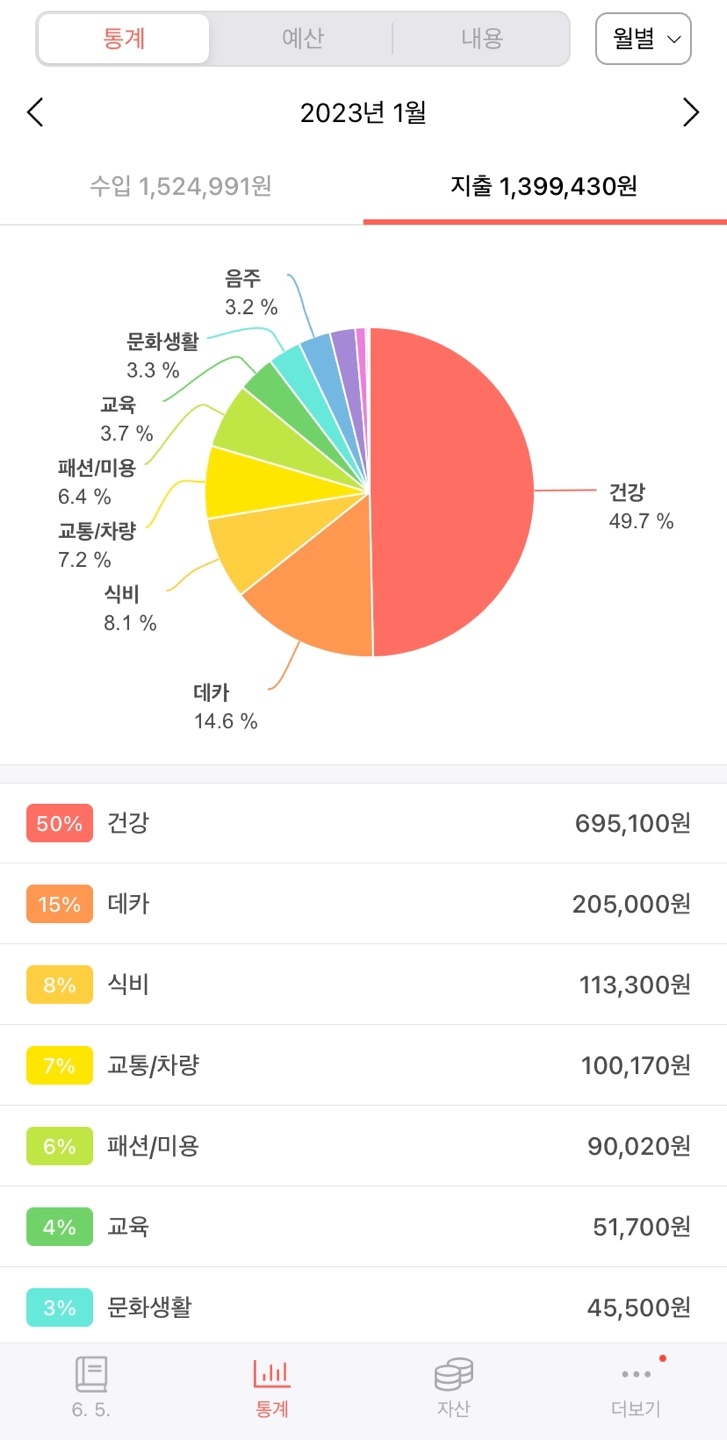 통계 예산 내용 월별
2023년 1월
수입 1,524,991원 지출 1,399,430원
음주
3.2 %
문화생활
3.3 %
교육
3.7 %
패션/미용
6.4 %
교통/차량
7.2 %
식비
8.1 %
데카
14.6 %
건강
49.7 %
50% 건강 695,100원
15% 데카 205,000원
8% 식비 113,300원
7% 교통/차량 100,170원
6% 패션/미용 90,020원
4% 교육 51,700원
3% 문화생활 45,500원
6. 5. 통계 자산 더보기